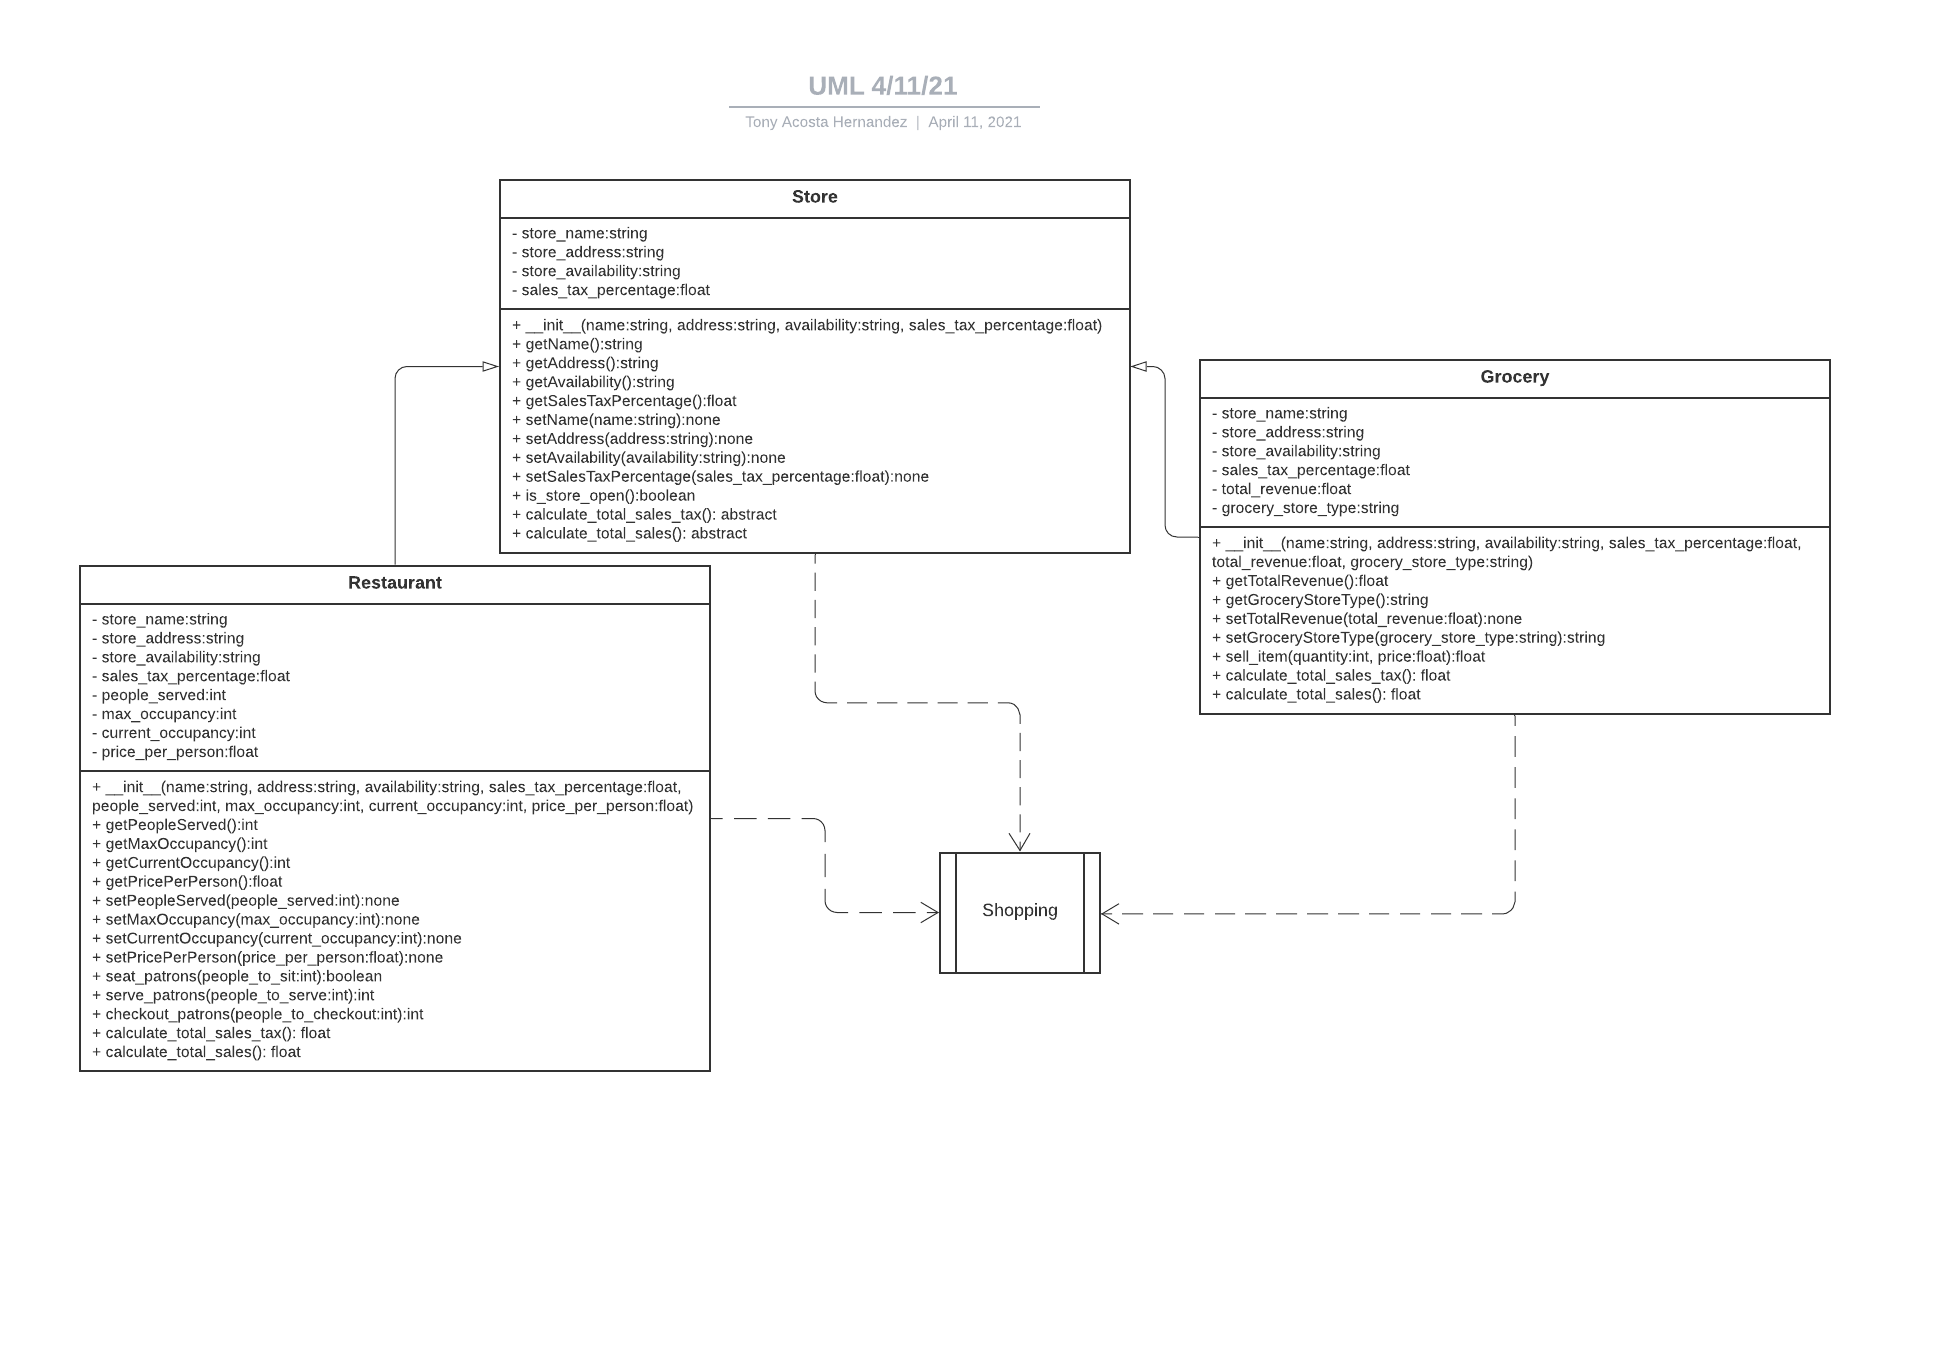 UML 4/11/21
Tony Acosta Hernandez | April 11, 2021
Store
- store_name:string
- store_address:string
- store_availability:string
- sales_tax_percentage:float
+ __init__(name:string, address:string, availability:string, sales_tax_percentage:float)
+ getName():string
+ getAddress():string
+ getAvailability():string
+ getSalesTaxPercentage():float
+ setName(name:string):none
+ setAddress(address:string):none
+ setAvailability(availability:string):none
+ setSalesTaxPercentage(sales_tax_percentage:float):none
+ is_store_open():boolean
+ calculate_total_sales_tax(): abstract
+ calculate_total_sales(): abstract
Grocery
- store_name:string
- store_address:string
- store_availability:string
- sales_tax_percentage:float
- total_revenue:float
- grocery_store_type:string
+ __init__(name:string, address:string, availability:string, sales_tax_percentage:float,
total_revenue:float, grocery_store_type:string)
+ getTotalRevenue():float
+ getGroceryStoreType():string
+ setTotalRevenue(total_revenue:float):none
+ setGroceryStoreType(grocery_store_type:string):string
+ sell_item(quantity:int, price:float):float
+ calculate_total_sales_tax(): float
+ calculate_total_sales(): float
Restaurant
- store_name:string
- store_address:string
- store_availability:string
- sales_tax_percentage:float
- people_served:int
- max_occupancy:int
- current_occupancy:int
- price_per_person:float
+ __init__(name:string, address:string, availability:string, sales_tax_percentage:float,
people_served:int, max_occupancy:int, current_occupancy:int, price_per_person:float)
+ getPeopleServed():int
+ getMaxOccupancy():int
+ getCurrentOccupancy():int
+ getPricePerPerson():float
+ setPeopleServed(people_served:int):none
+ setMaxOccupancy(max_occupancy:int):none
+ setCurrentOccupancy(current_occupancy:int):none
+ setPricePerPerson(price_per_person:float):none
+ seat_patrons(people_to_sit:int):boolean
+ serve_patrons(people_to_serve:int):int
+ checkout_patrons(people_to_checkout:int):int
+ calculate_total_sales_tax(): float
+ calculate_total_sales(): float
Shopping